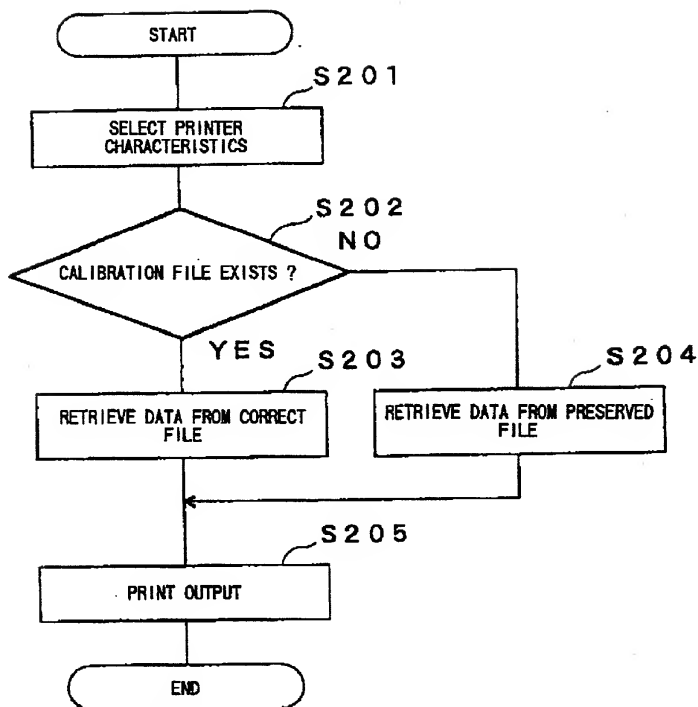 START
S201
SELECT PRINTER
CHARACTERISTICS
S202
NO
CALIBRATION FILE EXISTS ?
YES
S203
S204
RETRIEVE DATA FROM CORRECT
FILE
RETRIEVE DATA FROM PRESERVED
FILE
S205
PRINT OUTPUT
END